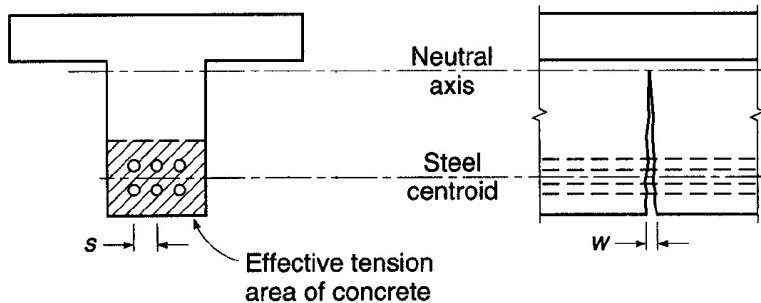 Neutral
axis
Steel
centroid
s
w
Effective tension
area of concrete